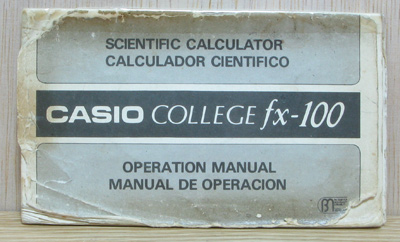 SCIENTIFIC CALCULATOR
CALCULADOR CIENTIFICO
CASIO COLLEGE fx-100
OPERATION MANUAL
MANUAL DE OPERACION